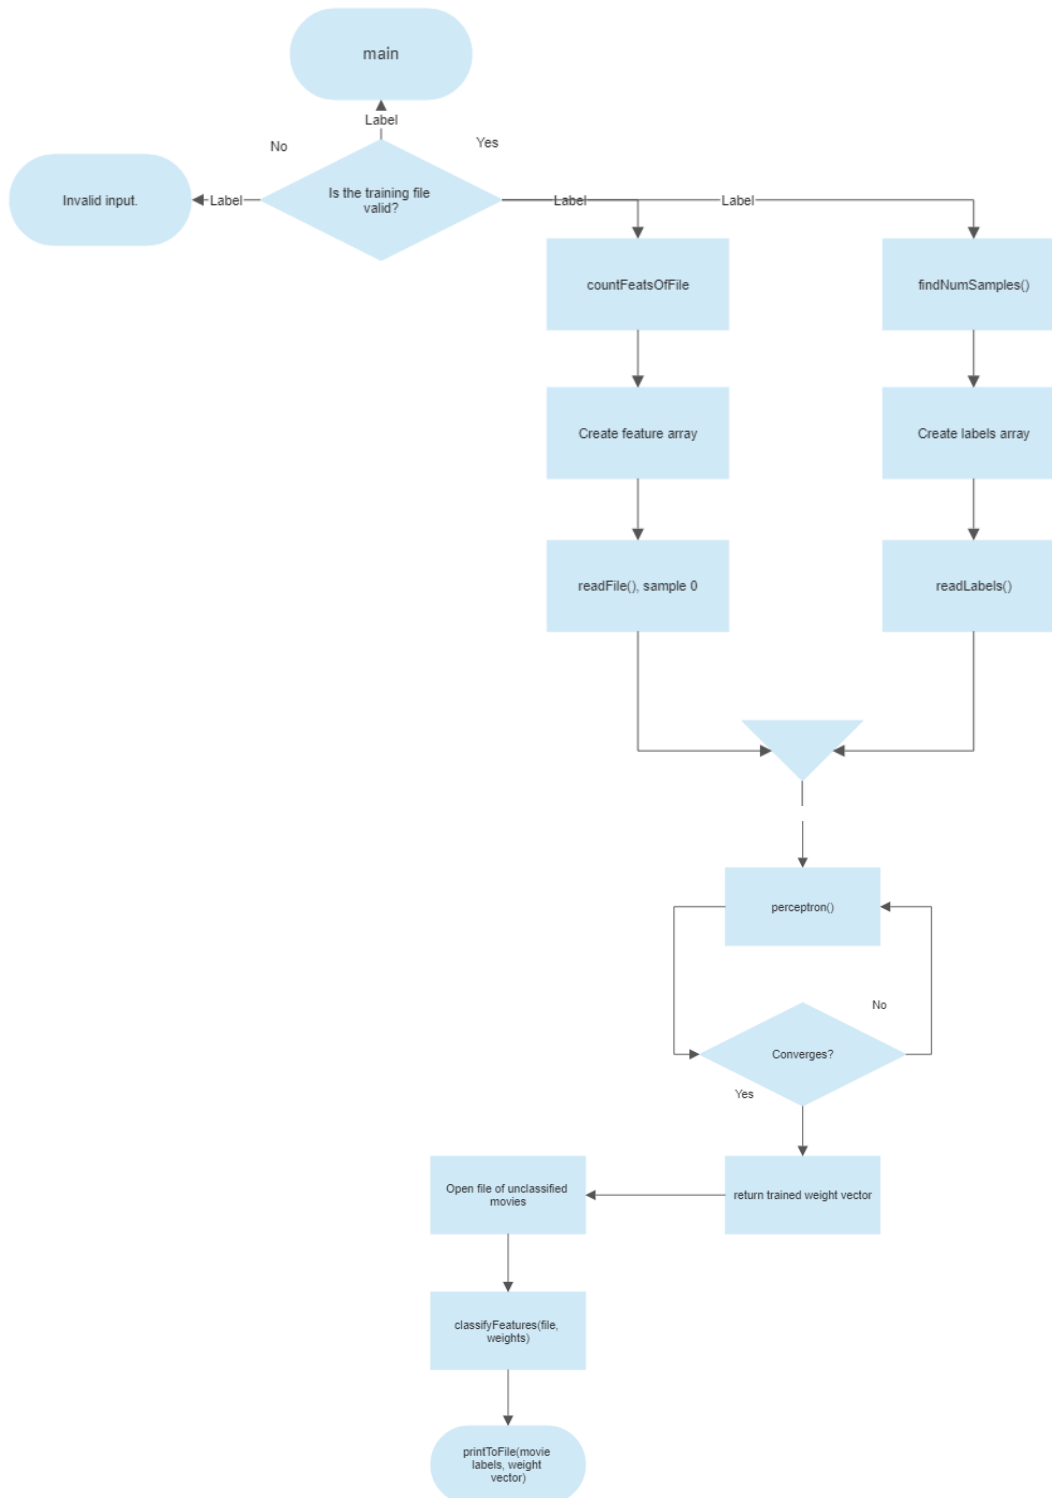 main
Label
No
Yes
Is the training file
valid?
Invalid input.
Label
Label
Label
countFeatsOfFile
findNumSamples()
Create feature array
Create labels array
readFile(), sample 0
readLabels()
perceptron()
No
Converges?
Yes
Open file of unclassified
movies
return trained weight vector
classifyFeatures(file,
weights)
printToFile(movie
labels, weight
vector)